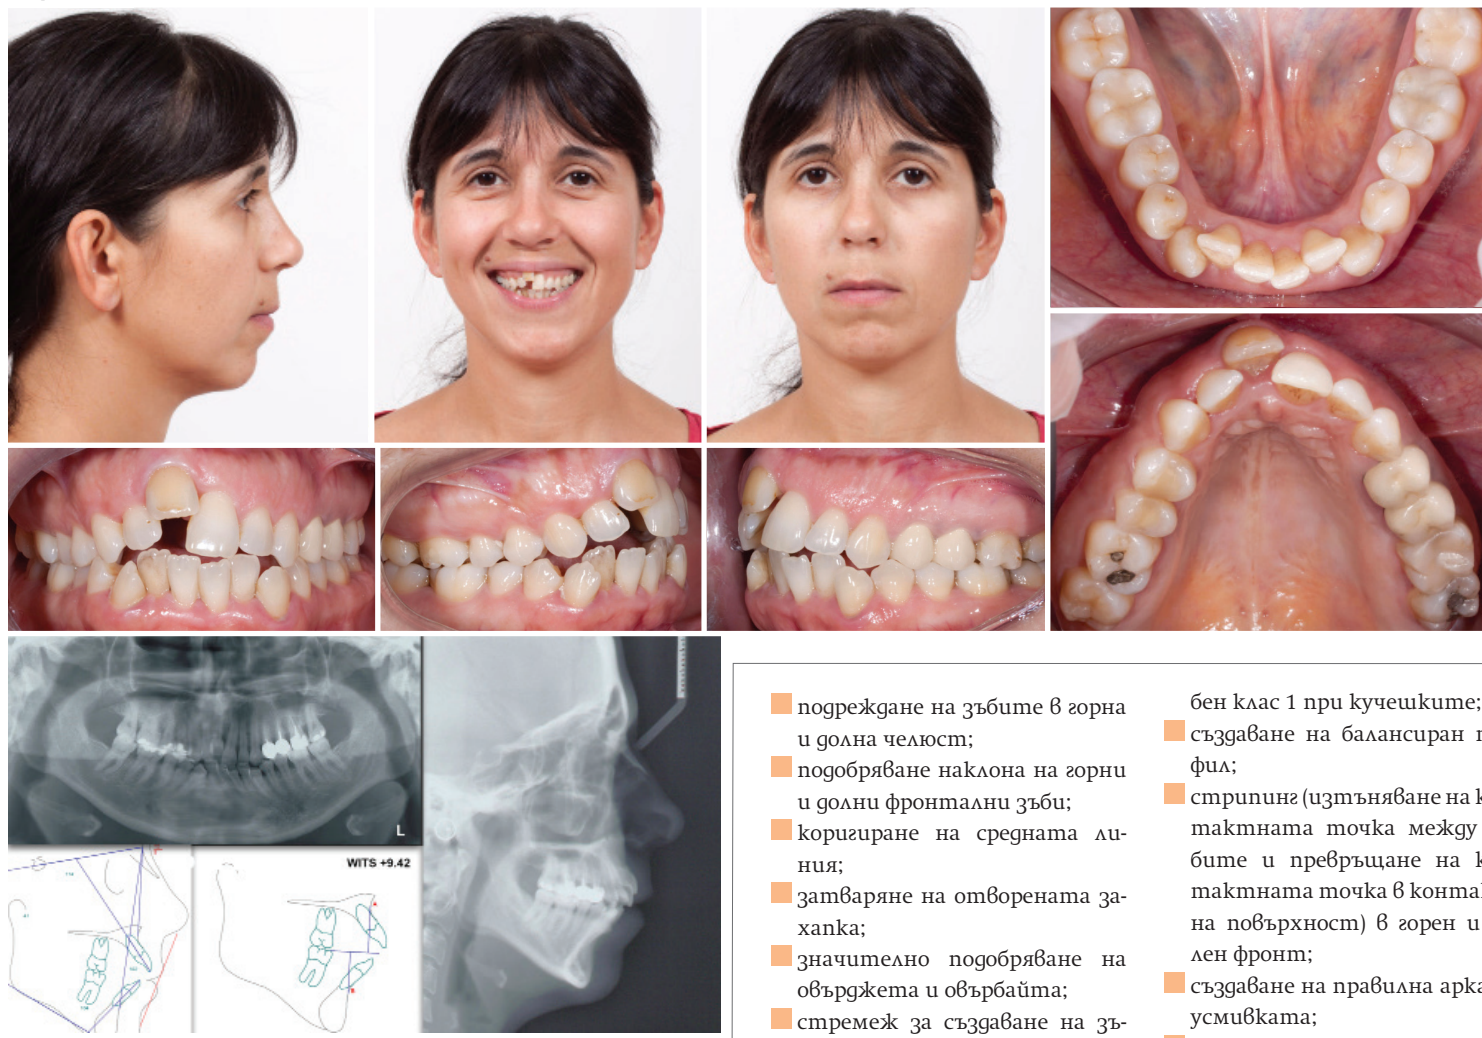 L
WITS +9.42
подреждане на зъбите в горна
и долна челюст;
подобряване наклона на горни
и долни фронтални зъби;
коригиране на средната ли-
ния;
затваряне на отворената за-
хапка;
значително подобряване на
овърджета и овърбайта;
стремеж за създаване на зъ-
бен клас 1 при кучешките;
създаване на балансиран
фил;
стрипинг (изтъняване на
тактната точка между
бите и превръщане на
тактната точка в
на повърхност) в горен и
лен фронт;
създаване на правилна
усмивката;